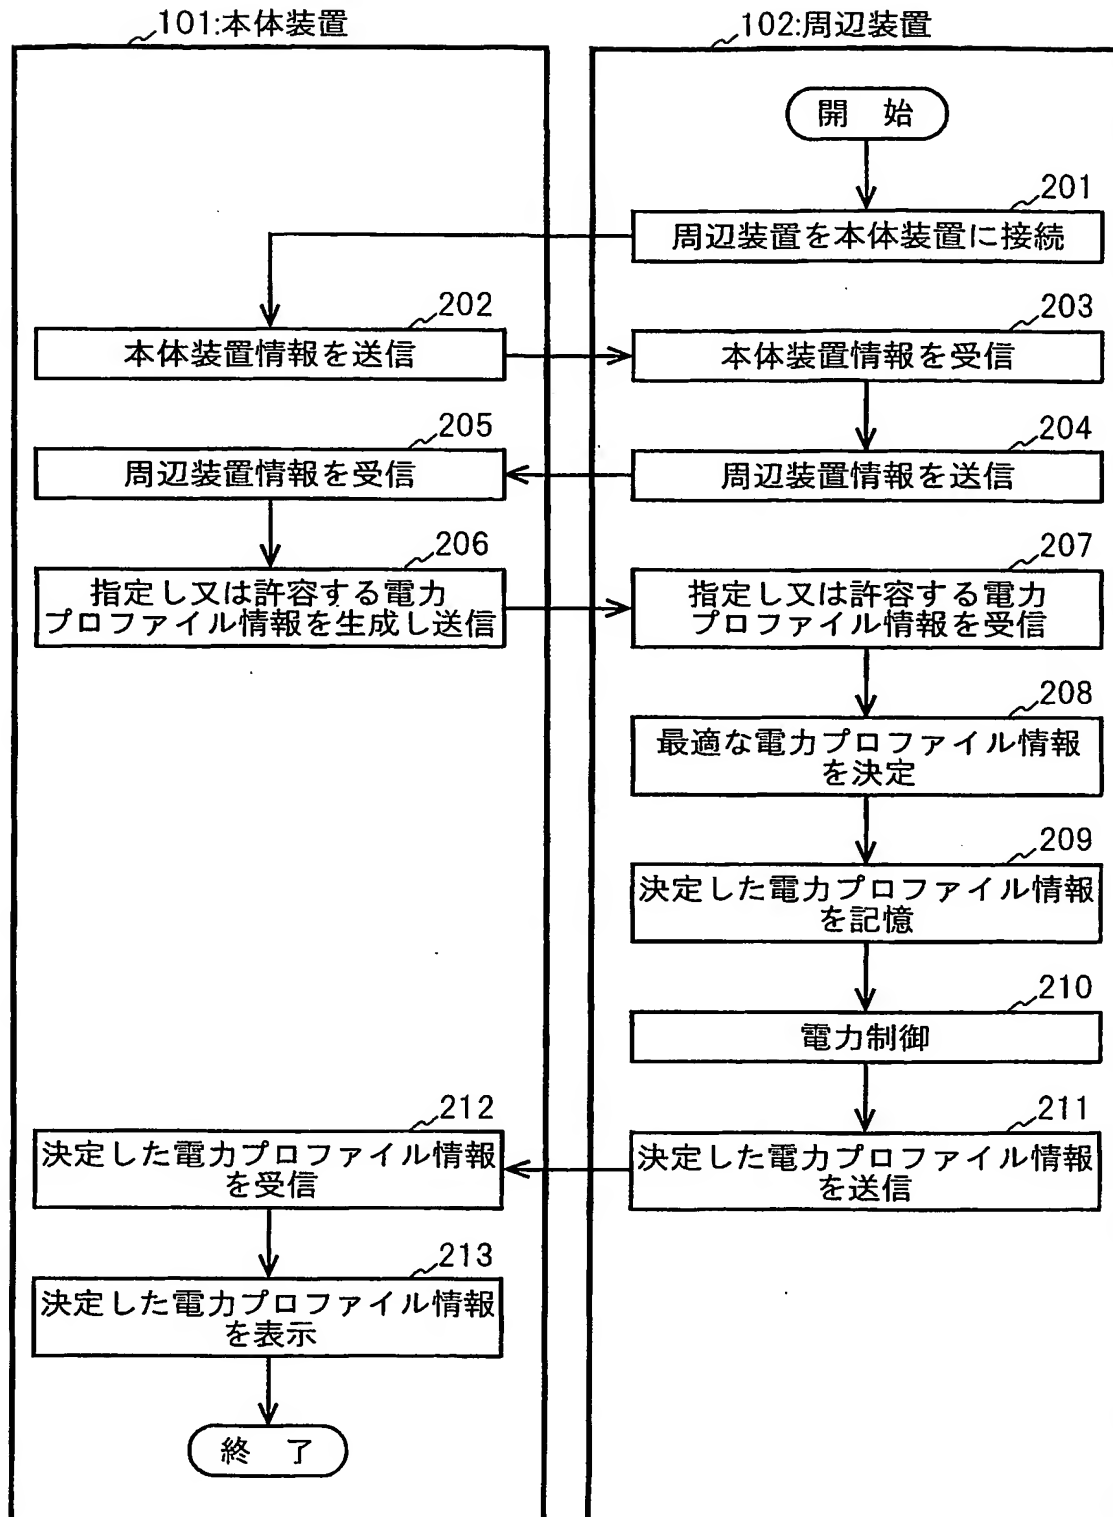 101:本体装置
102:周辺装置
開 始
201
周辺装置を本体装置に接続
202
本体装置情報を送信
203
本体装置情報を受信
205
周辺装置情報を受信
204
周辺装置情報を送信
206
指定し又は許容する電力
プロファイル情報を生成し送信
207
指定し又は許容する電力
プロファイル情報を受信
208
最適な電力プロファイル情報
を決定
209
決定した電力プロファイル情報
を記憶
210
電力制御
212
決定した電力プロファイル情報
を受信
211
決定した電力プロファイル情報
を送信
213
決定した電力プロファイル情報
を表示
終 了